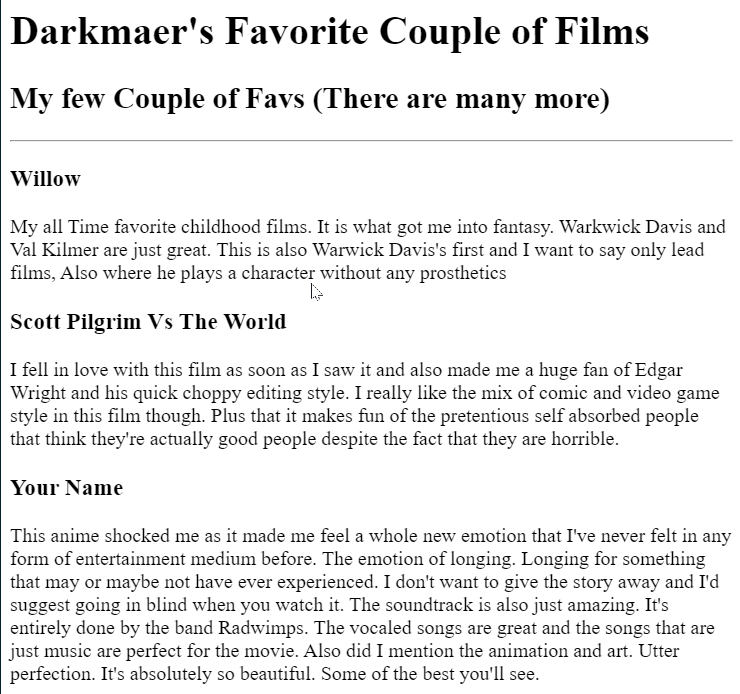 Darkmaer's Favorite Couple of Films
My few Couple of Favs (There are many more)
Willow
My all Time favorite childhood films. It is what got me into fantasy. Warkwick Davis and
Val Kilmer are just great. This is also Warwick Davis's first and I want to say only lead
films, Also where he plays a character without any prosthetics
Scott Pilgrim Vs The World
I fell in love with this film as soon as I saw it and also made me a huge fan of Edgar
Wright and his quick choppy editing style. I really like the mix of comic and video game
style in this film though. Plus that it makes fun of the pretentious self absorbed people
that think they're actually good people despite the fact that they are horrible.
Your Name
This anime shocked me as it made me feel a whole new emotion that I've never felt in any
form of entertainment medium before. The emotion of longing. Longing for something
that may or maybe not have ever experienced. I don't want to give the story away and I'd
suggest going in blind when you watch it. The soundtrack is also just amazing. It's
entirely done by the band Radwimps. The vocaled songs are great and the songs that are
just music are perfect for the movie. Also did I mention the animation and art. Utter
perfection. It's absolutely so beautiful. Some of the best you'll see.